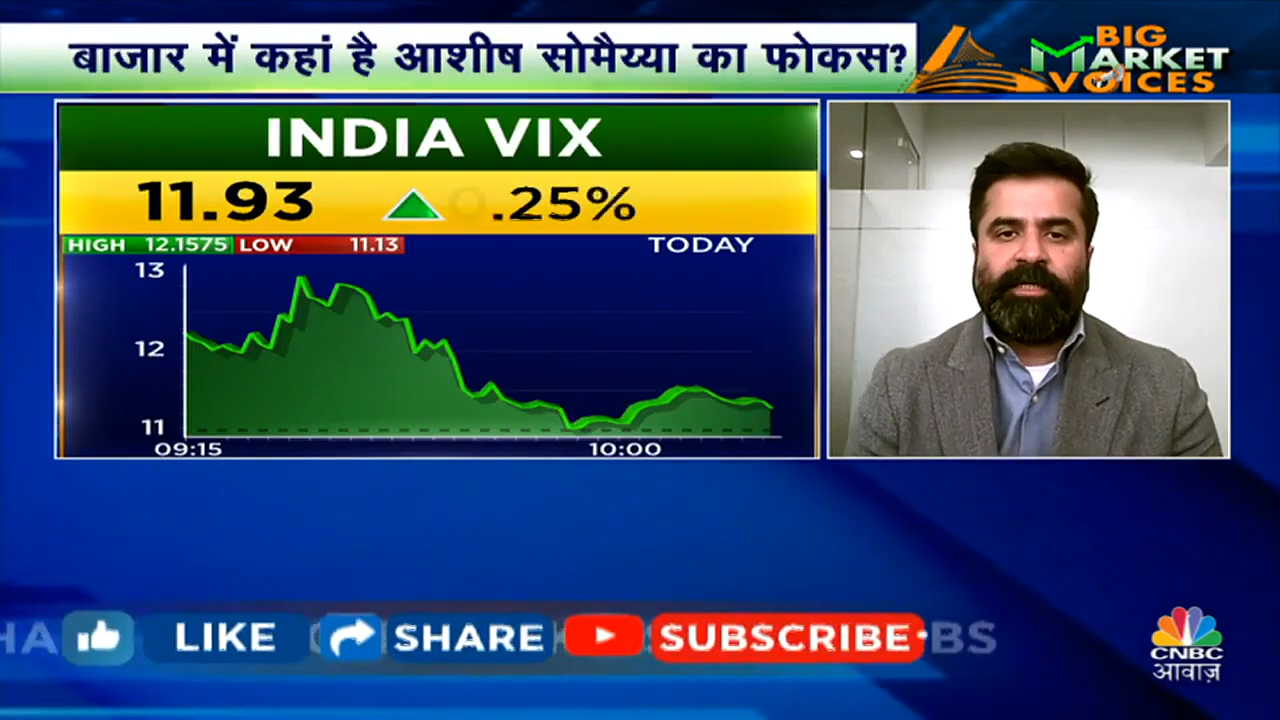 बाजार में कहां है आशीष सोमैय्या का फोकस?
BIG
MARKET
VOICES
INDIA VIX
11.93 .25%
HIGH 12.1575 LOW 11.13 TODAY
13
12
11
09:15 10:00
LIKE SHARE SUBSCRIBE
CNBC
आवाज़